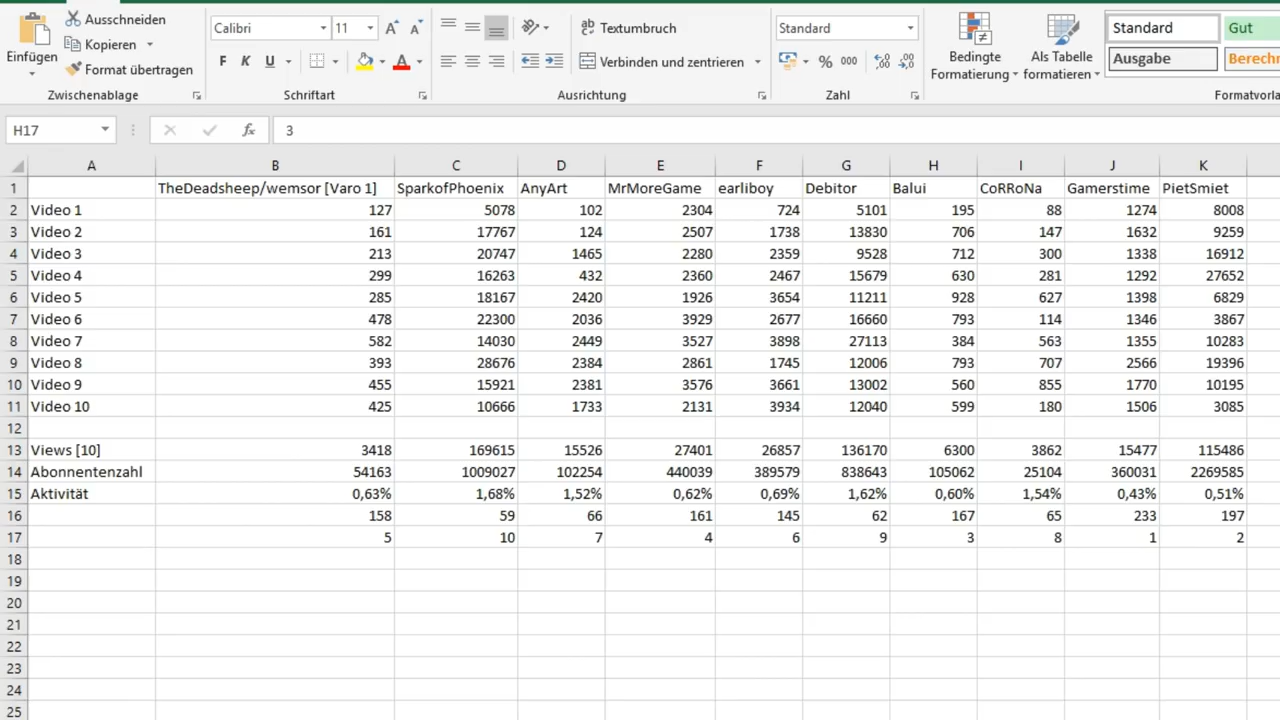 Einfügen
Ausschneiden
Kopieren
Format übertragen
Zwischenablage
Calibri 11 A A
F K U A
Schriftart
ab Textumbruch
Verbinden und zentrieren
Ausrichtung
Standard
% 000
Zahl
Bedingte Formatierung
Als Tabelle formatieren
Standard Gut
Ausgabe Berechn
Formatvorla
H17 fx 3
A B C D E F G H I J K
1 TheDeadsheep/wemsor [Varo 1] SparkofPhoenix AnyArt MrMoreGame earliboy Debitor Balui CoRRoNa Gamerstime PietSmiet
2 Video 1 127 5078 102 2304 724 5101 195 88 1274 8008
3 Video 2 161 17767 124 2507 1738 13830 706 147 1632 9259
4 Video 3 213 20747 1465 2280 2359 9528 712 300 1338 16912
5 Video 4 299 16263 432 2360 2467 15679 630 281 1292 27652
6 Video 5 285 18167 2420 1926 3654 11211 928 627 1398 6829
7 Video 6 478 22300 2036 3929 2677 16660 793 114 1346 3867
8 Video 7 582 14030 2449 3527 3898 27113 384 563 1355 10283
9 Video 8 393 28676 2384 2861 1745 12006 793 707 2566 19396
10 Video 9 455 15921 2381 3576 3661 13002 560 855 1770 10195
11 Video 10 425 10666 1733 2131 3934 12040 599 180 1506 3085
12
13 Views [10] 3418 169615 15526 27401 26857 136170 6300 3862 15477 115486
14 Abonnentenzahl 54163 1009027 102254 440039 389579 838643 105062 25104 360031 2269585
15 Aktivität 0,63% 1,68% 1,52% 0,62% 0,69% 1,62% 0,60% 1,54% 0,43% 0,51%
16 158 59 66 161 145 62 167 65 233 197
17 5 10 7 4 6 9 3 8 1 2
18
19
20
21
22
23
24
25